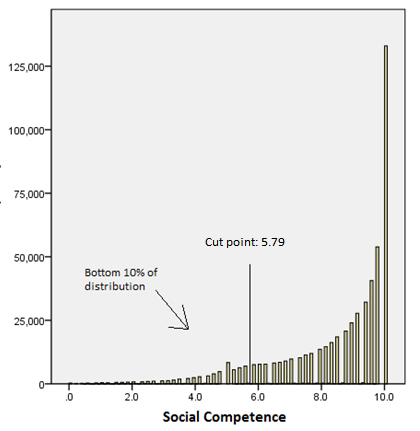 125,000
100,000
75,000
50,000
25,000
0
Cut point: 5.79
Bottom 10% of
distribution
.0 2.0 4.0 6.0 8.0 10.0
Social Competence